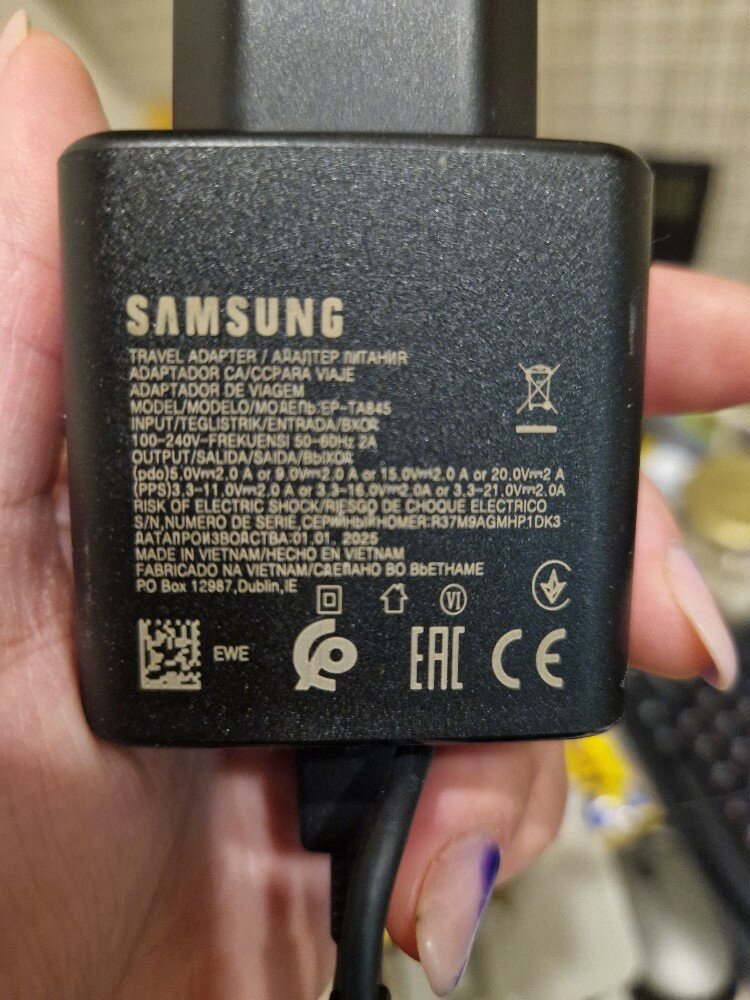 SAMSUNG
TRAVEL ADAPTER / АДАПТЕР ПИТАНИЯ
ADAPTADOR CA/CCPARA VIAJE
ADAPTADOR DE VIAGEM
MODEL/MODELO/МОДЕЛЬ:EP-TA845
INPUT/TEGLISTRIK/ENTRADA/ВХОД
100-240V~FREKUENSI 50-60Hz 2A
OUTPUT/SALIDA/SAIDA/ВЫХОД
(pdo)5.0V⎓2.0 A or 9.0V⎓2.0 A or 15.0V⎓2.0 A or 20.0V⎓2 A
(PPS)3.3-11.0V⎓2.0 A or 3.3-16.0V⎓2.0A or 3.3-21.0V⎓2.0A
RISK OF ELECTRIC SHOCK/RIESGO DE CHOQUE ELECTRICO
S/N,NUMERO DE SERIE,СЕРИЙНЫЙНОМЕР:R37M9AGMHP1DK3
ДАТАПРОИЗВОДСТВА:01.01. 2025
MADE IN VIETNAM/HECHO EN VIETNAM
FABRICADO NA VIETNAM/СДЕЛАНО ВО ВЬЕТНАМЕ
PO Box 12987,Dublin,IE
VI
EWE
EAC
CE